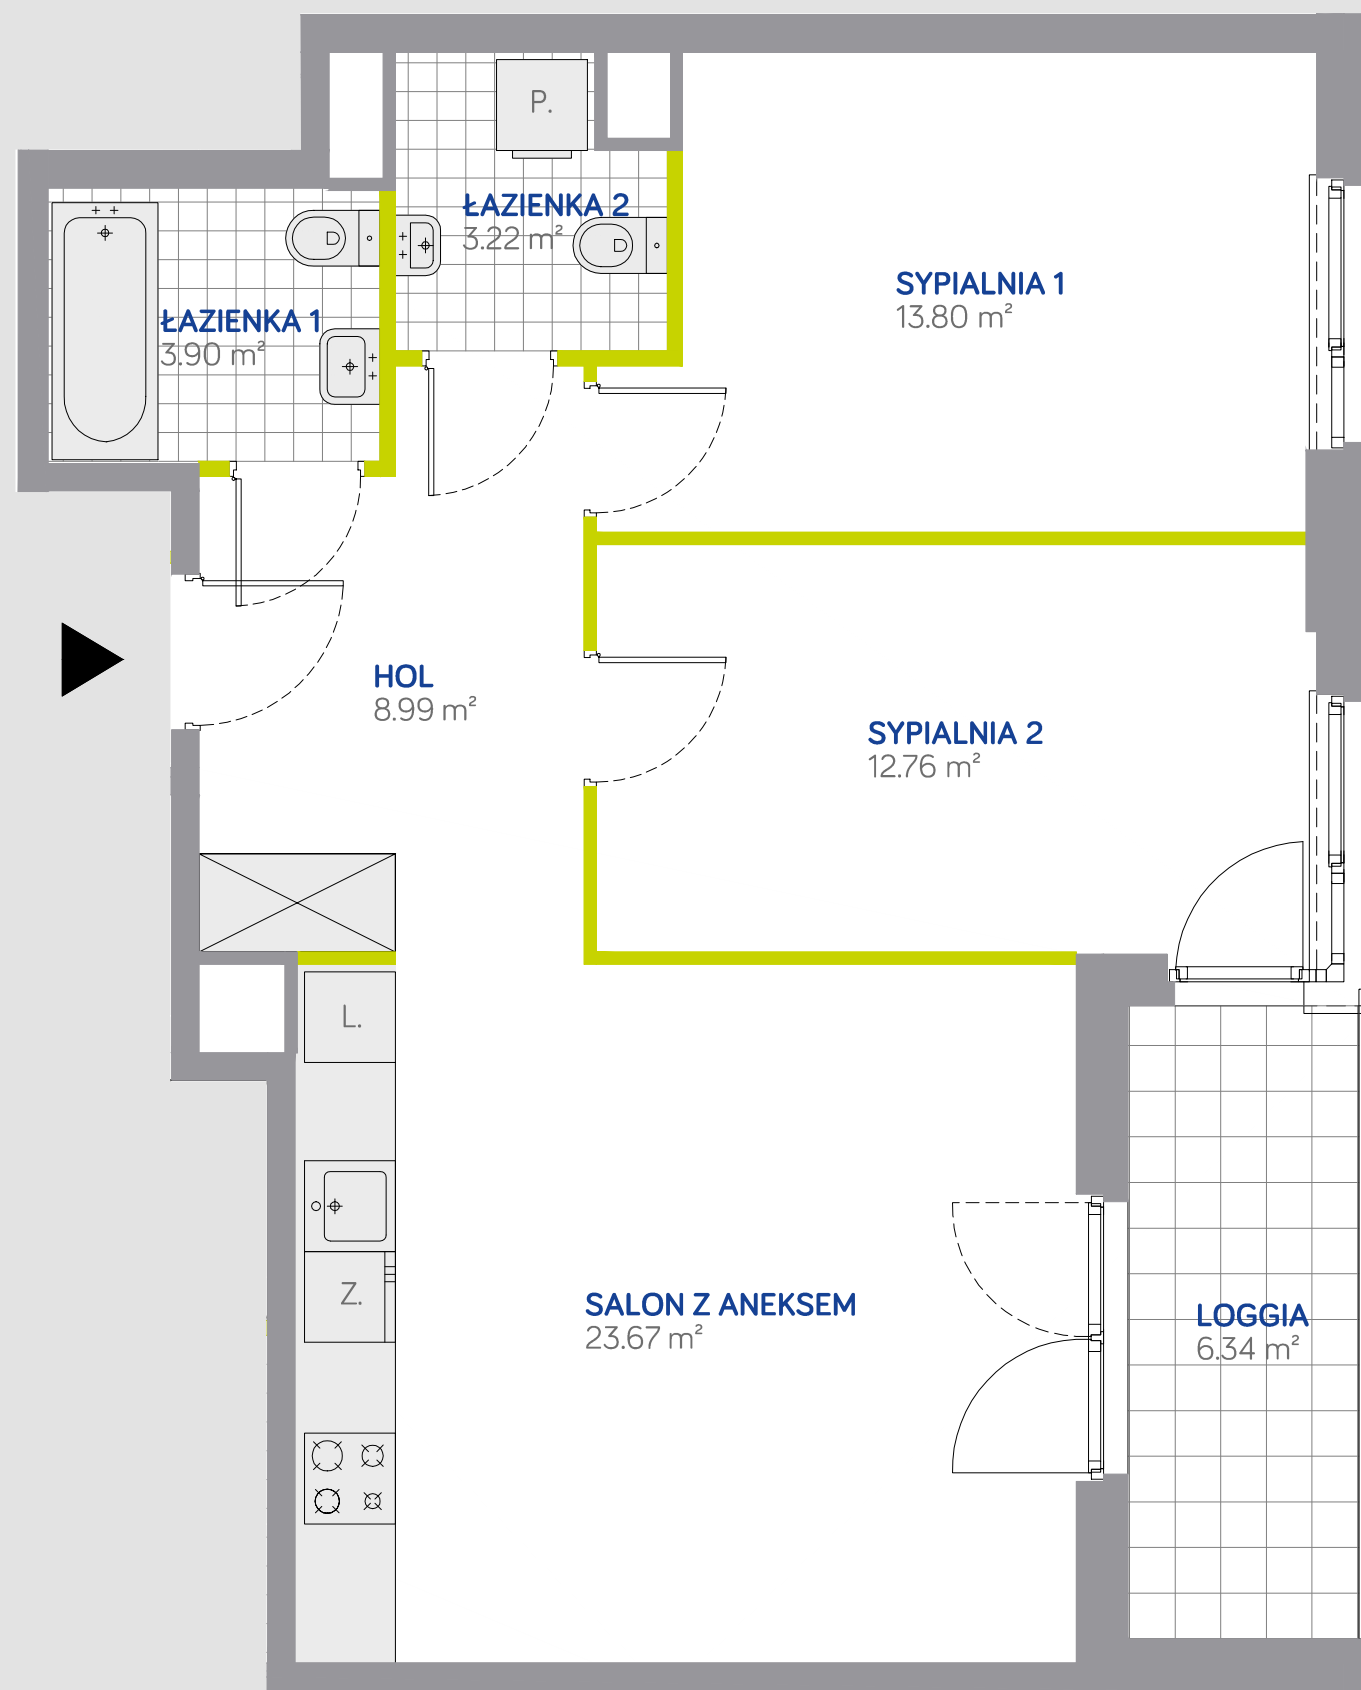 P.
ŁAZIENKA 2
3.22 m²
SYPIALNIA 1
13.80 m²
ŁAZIENKA 1
3.90 m²
HOL
8.99 m²
SYPIALNIA 2
12.76 m²
L.
Z.
SALON Z ANEKSEM
23.67 m²
LOGGIA
6.34 m²